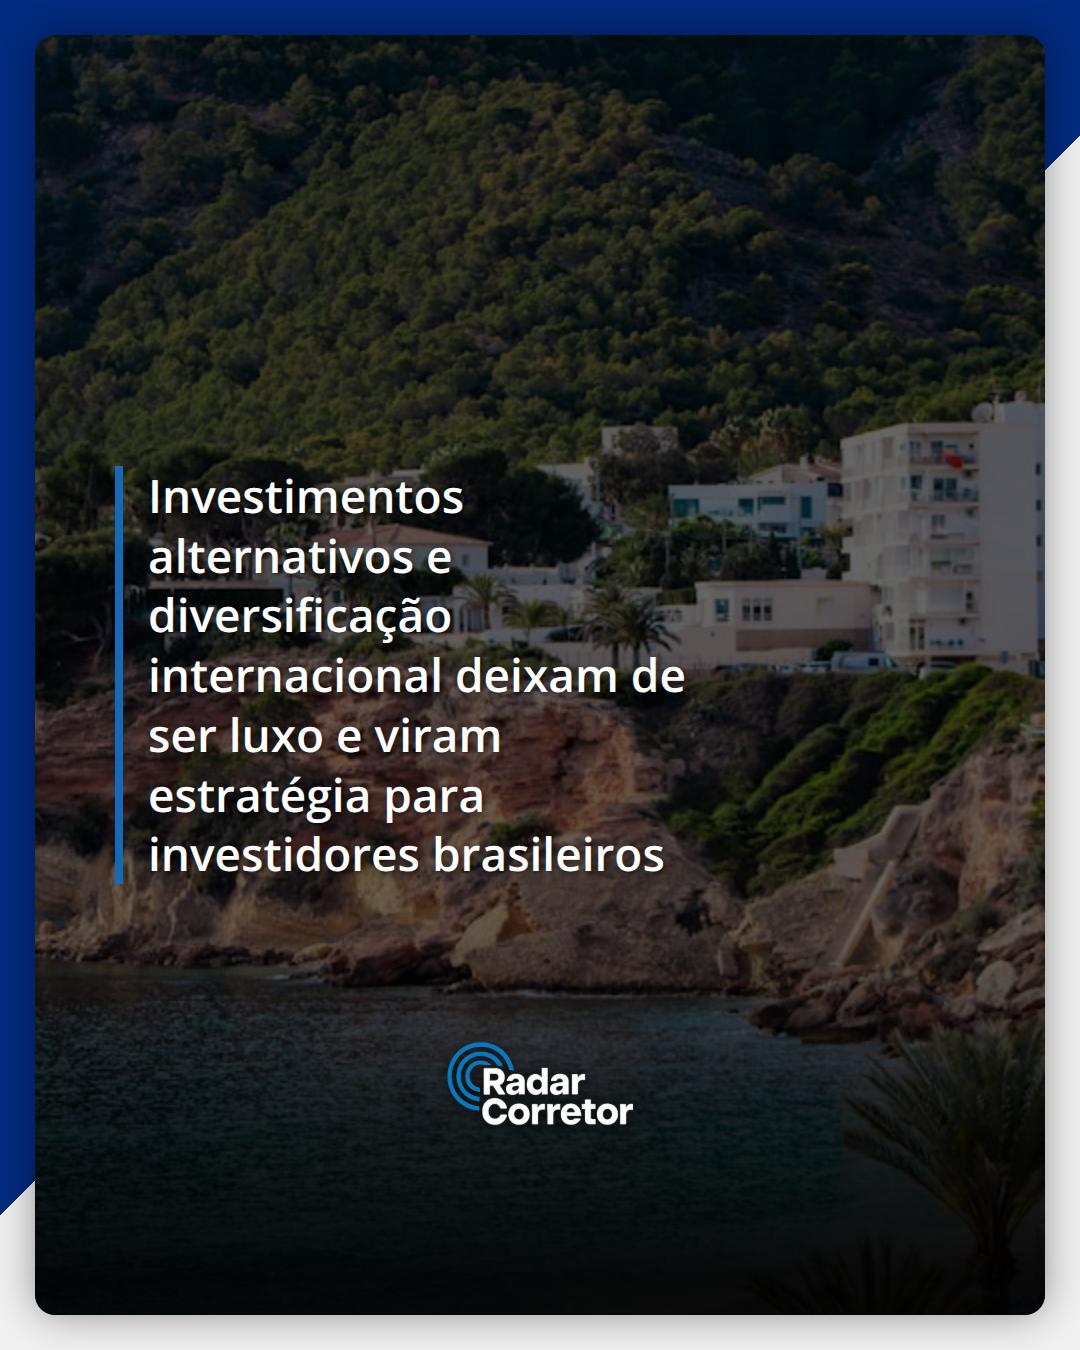 Investimentos
alternativos e
diversificação
internacional deixam de
ser luxo e viram
estratégia para
investidores brasileiros
Radar
Corretor